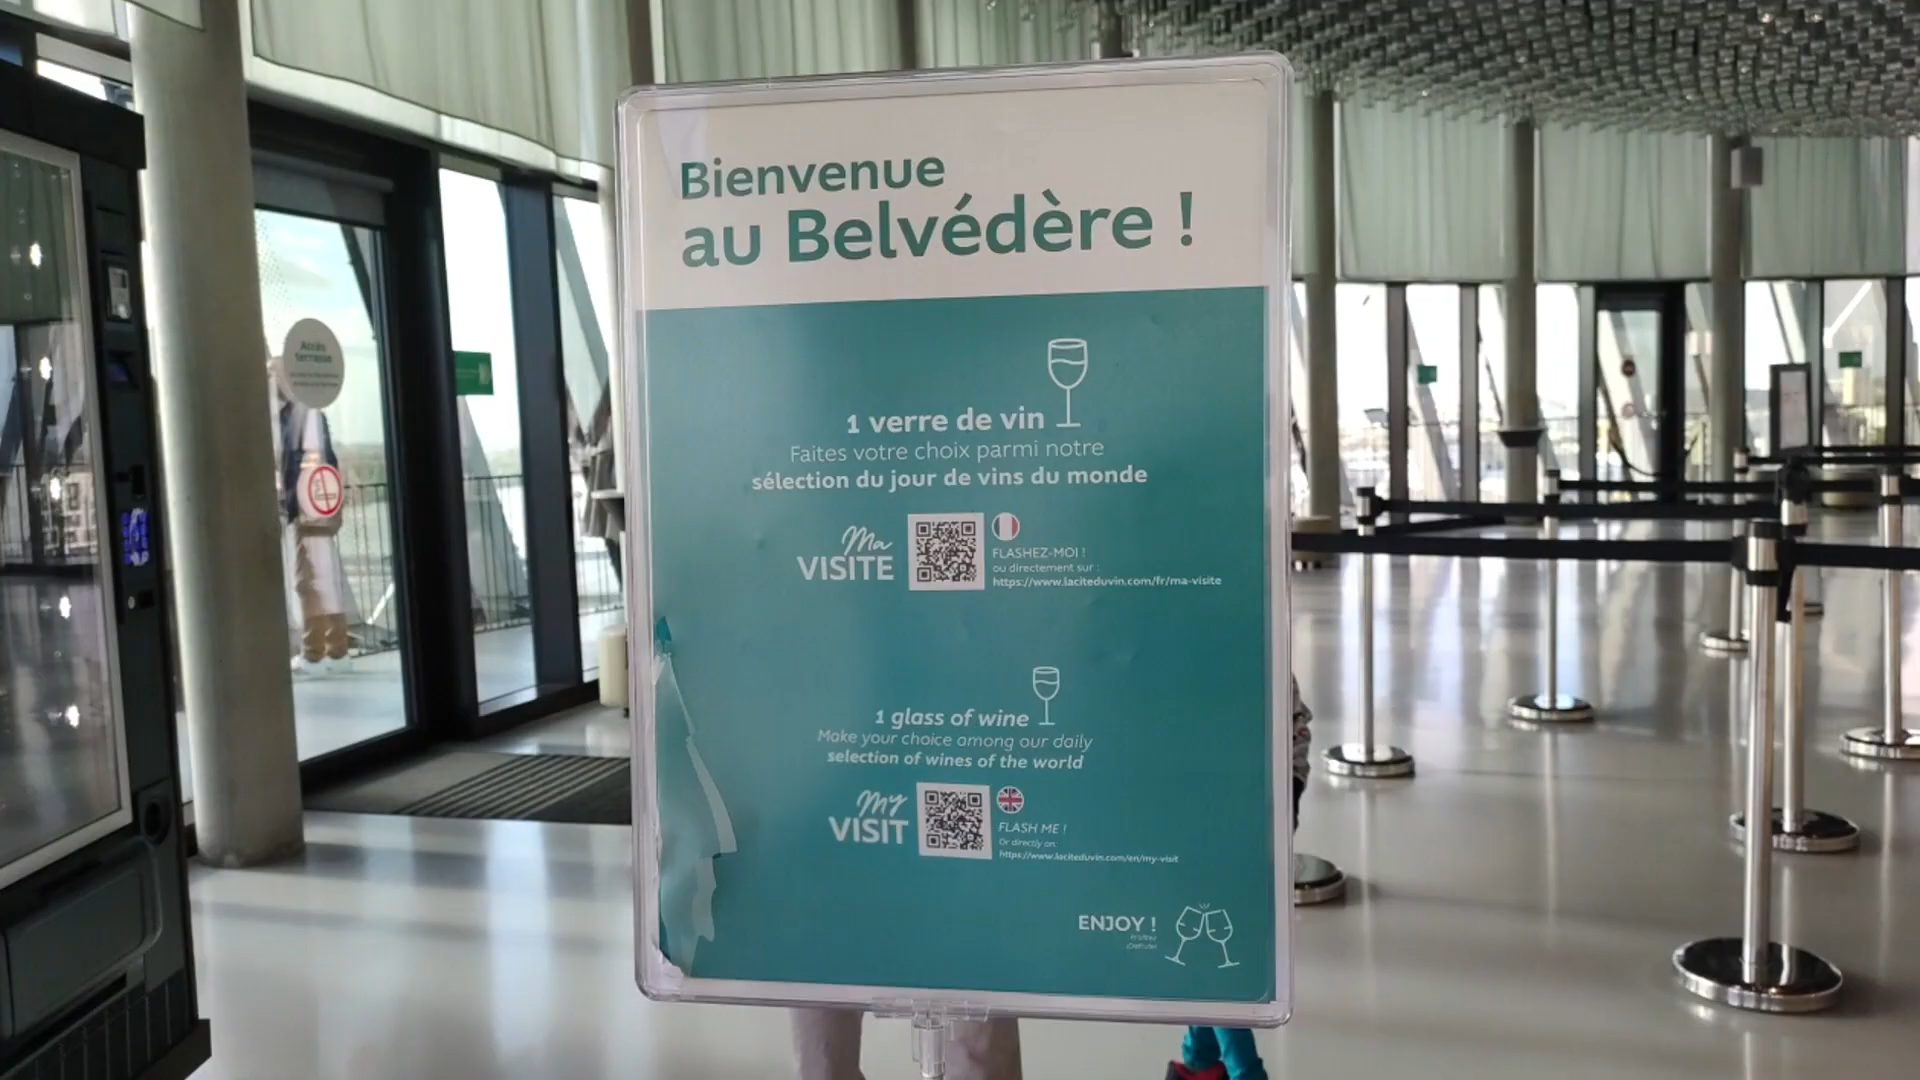 Bienvenue
au Belvédère !
1 verre de vin
Faites votre choix parmi notre
sélection du jour de vins du monde
Ma
VISITE
FLASHEZ-MOI !
ou directement sur :
https://www.laciteduvin.com/fr/ma-visite
1 glass of wine
Make your choice among our daily
selection of wines of the world
My
VISIT
FLASH ME !
Or directly on:
https://www.laciteduvin.com/en/my-visit
ENJOY !
Accès
terrasse